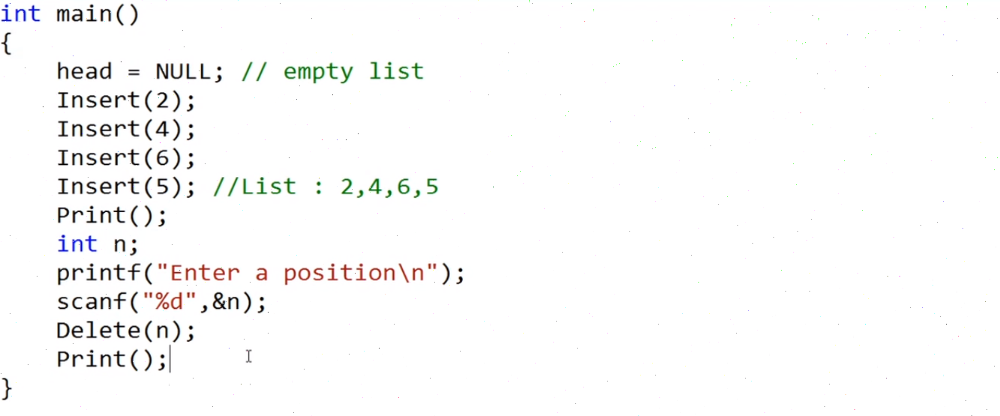 int main()
{
    head = NULL; // empty list
    Insert(2);
    Insert(4);
    Insert(6);
    Insert(5); //List : 2,4,6,5
    Print();
    int n;
    printf("Enter a position\n");
    scanf("%d",&n);
    Delete(n);
    Print();
}